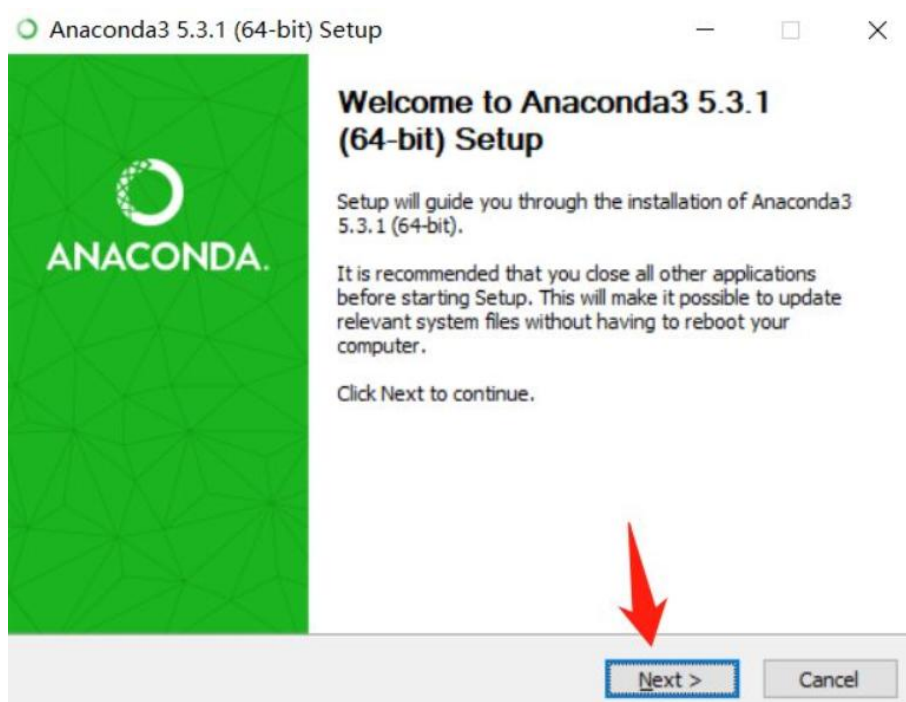 Anaconda3 5.3.1 (64-bit) Setup
ANACONDA.
Welcome to Anaconda3 5.3.1
(64-bit) Setup
Setup will guide you through the installation of Anaconda3
5.3.1 (64-bit).
It is recommended that you close all other applications
before starting Setup. This will make it possible to update
relevant system files without having to reboot your
computer.
Click Next to continue.
Next >
Cancel